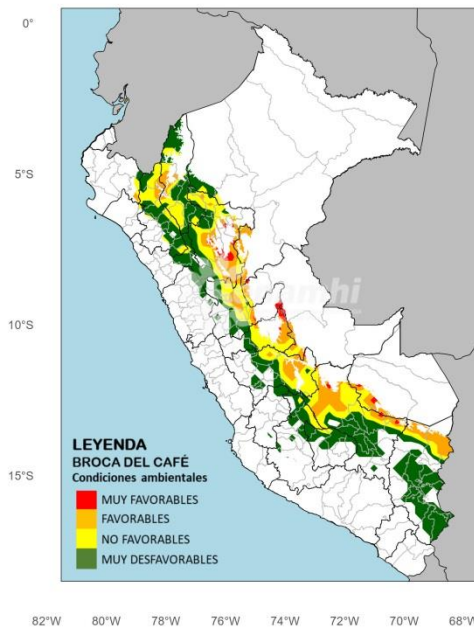 0°
5°S
10°S
15°S
LEYENDA
BROCA DEL CAFÉ
Condiciones ambientales
MUY FAVORABLES
FAVORABLES
NO FAVORABLES
MUY DESFAVORABLES
82°W 80°W 78°W 76°W 74°W 72°W 70°W 68°W